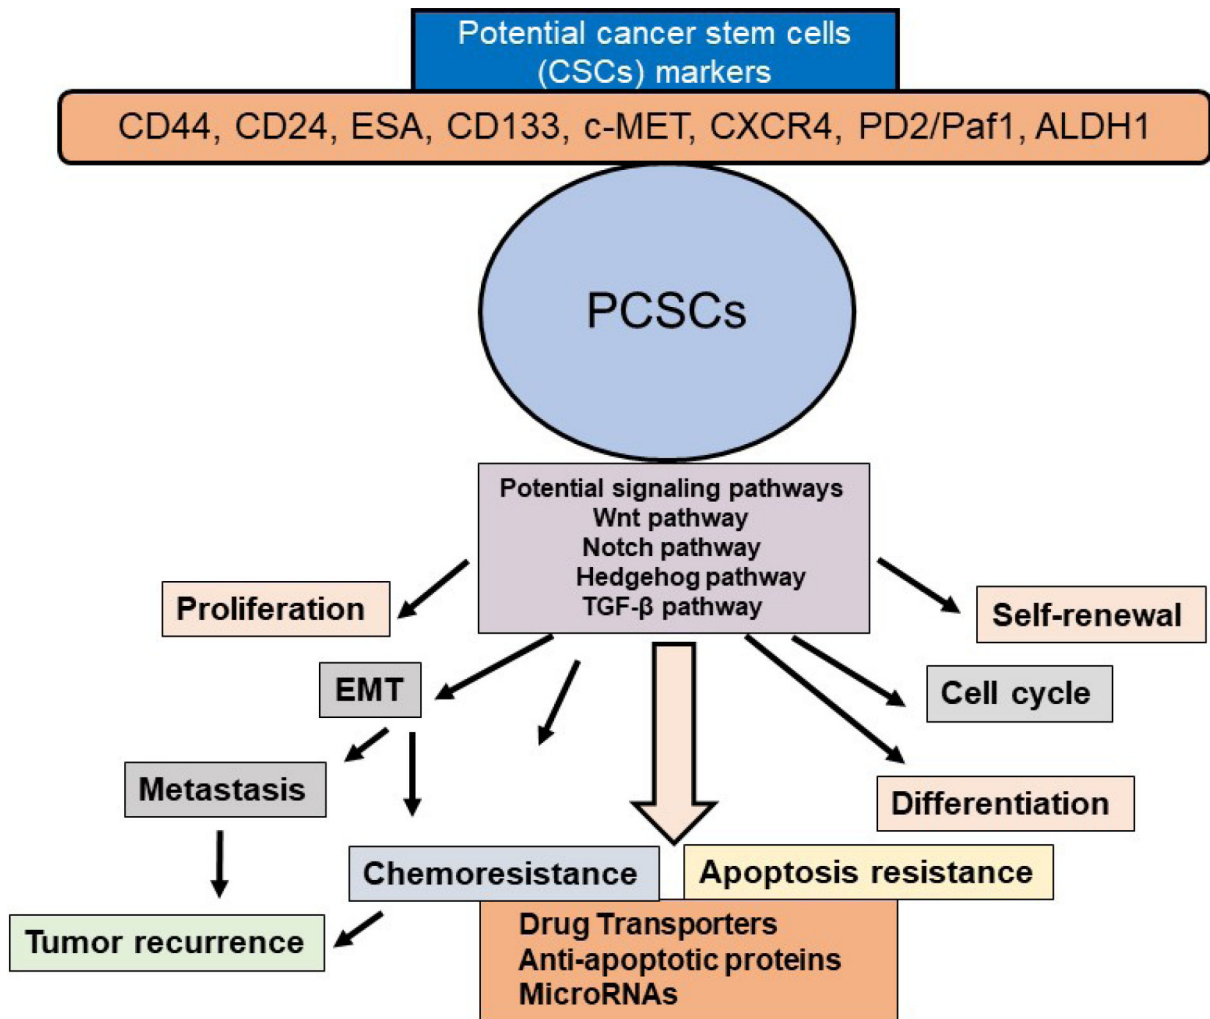 Potential cancer stem cells
(CSCs) markers
CD44, CD24, ESA, CD133, c-MET, CXCR4, PD2/Paf1, ALDH1
PCSCs
Potential signaling pathways
Wnt pathway
Notch pathway
Hedgehog pathway
TGF-β pathway
Proliferation
Self-renewal
EMT
Cell cycle
Metastasis
Differentiation
Chemoresistance
Apoptosis resistance
Tumor recurrence
Drug Transporters
Anti-apoptotic proteins
MicroRNAs